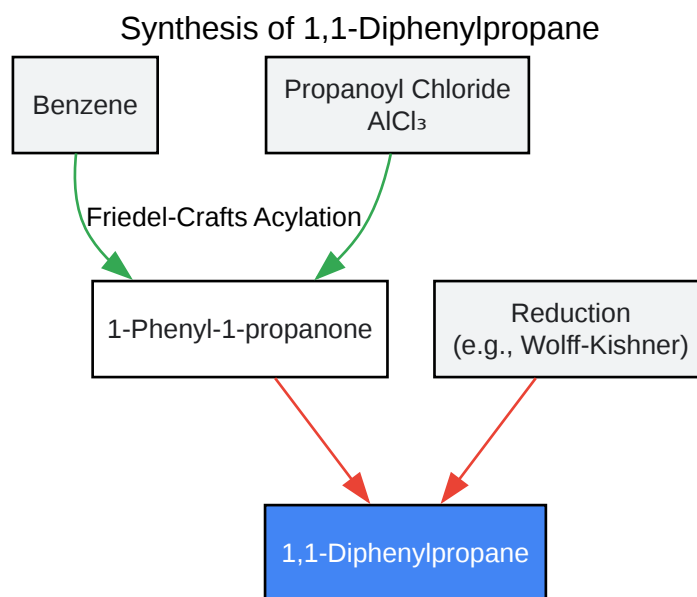 Synthesis of 1,1-Diphenylpropane
Benzene
Propanoyl Chloride
AlCl₃
Friedel-Crafts Acylation
1-Phenyl-1-propanone
Reduction
(e.g., Wolff-Kishner)
1,1-Diphenylpropane